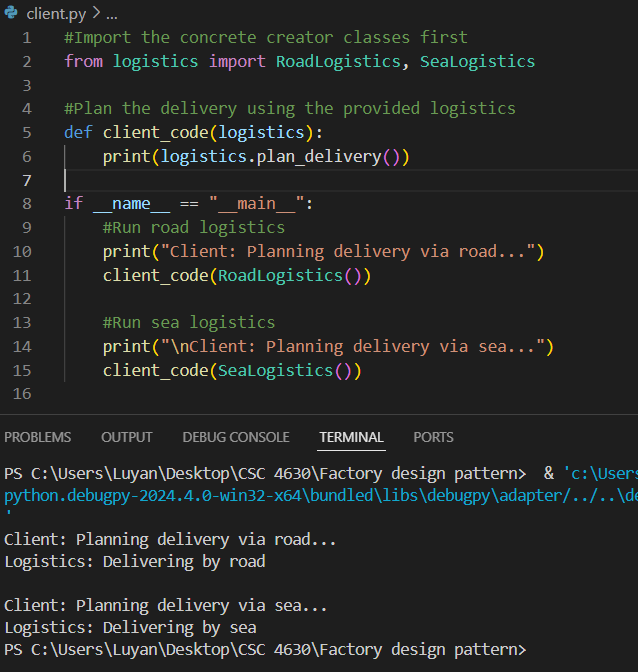 client.py > ...
1 #Import the concrete creator classes first
2 from logistics import RoadLogistics, SeaLogistics
3
4 #Plan the delivery using the provided logistics
5 def client_code(logistics):
6     print(logistics.plan_delivery())
7
8 if __name__ == "__main__":
9     #Run road logistics
10     print("Client: Planning delivery via road...")
11     client_code(RoadLogistics())
12
13     #Run sea logistics
14     print("\nClient: Planning delivery via sea...")
15     client_code(SeaLogistics())
16
PROBLEMS OUTPUT DEBUG CONSOLE TERMINAL PORTS
PS C:\Users\Luyan\Desktop\CSC 4630\Factory design pattern>  & 'c:\Users
python.debugpy-2024.4.0-win32-x64\bundled\libs\debugpy\adapter/../..\de
'
Client: Planning delivery via road...
Logistics: Delivering by road

Client: Planning delivery via sea...
Logistics: Delivering by sea
PS C:\Users\Luyan\Desktop\CSC 4630\Factory design pattern>